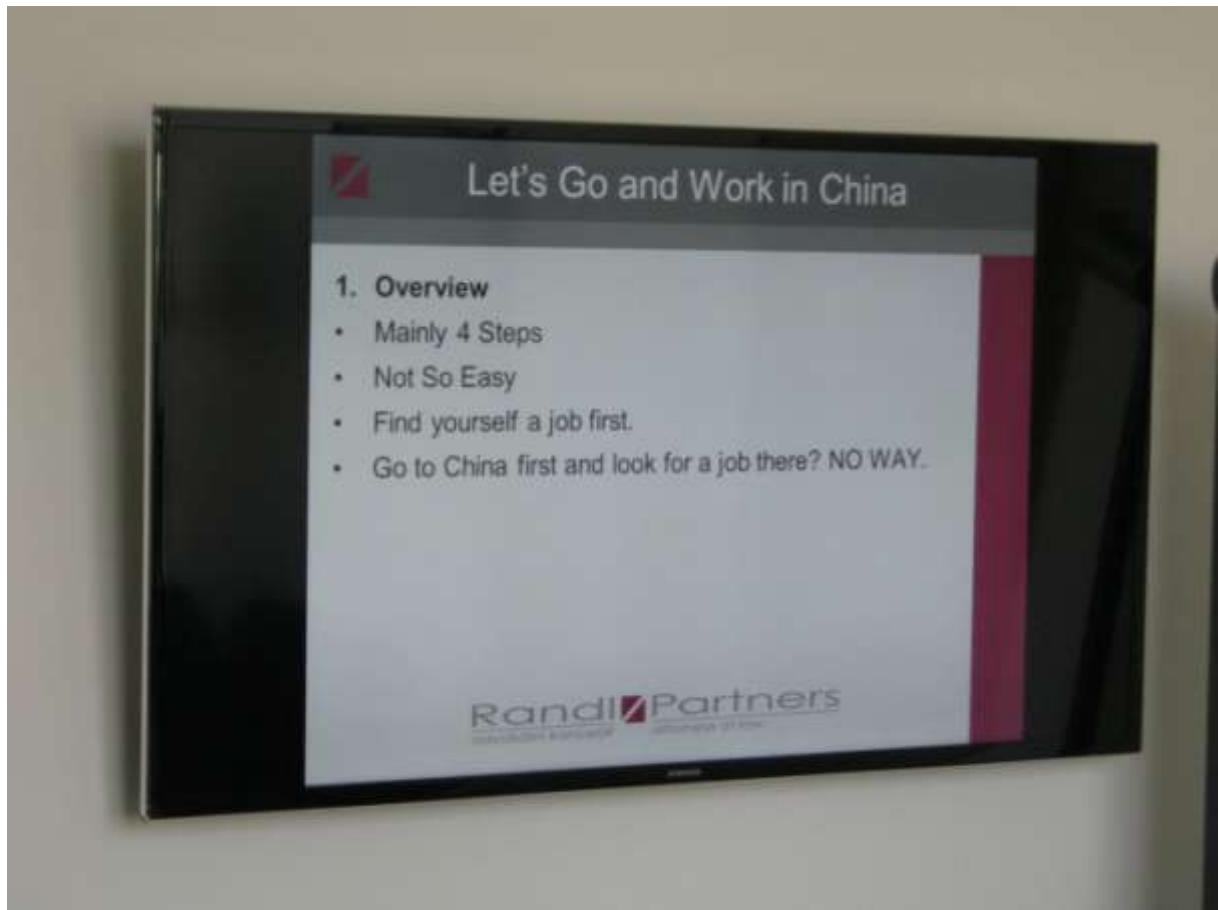 Let's Go and Work in China
1. Overview
• Mainly 4 Steps
• Not So Easy
• Find yourself a job first.
• Go to China first and look for a job there? NO WAY.
Randl Partners